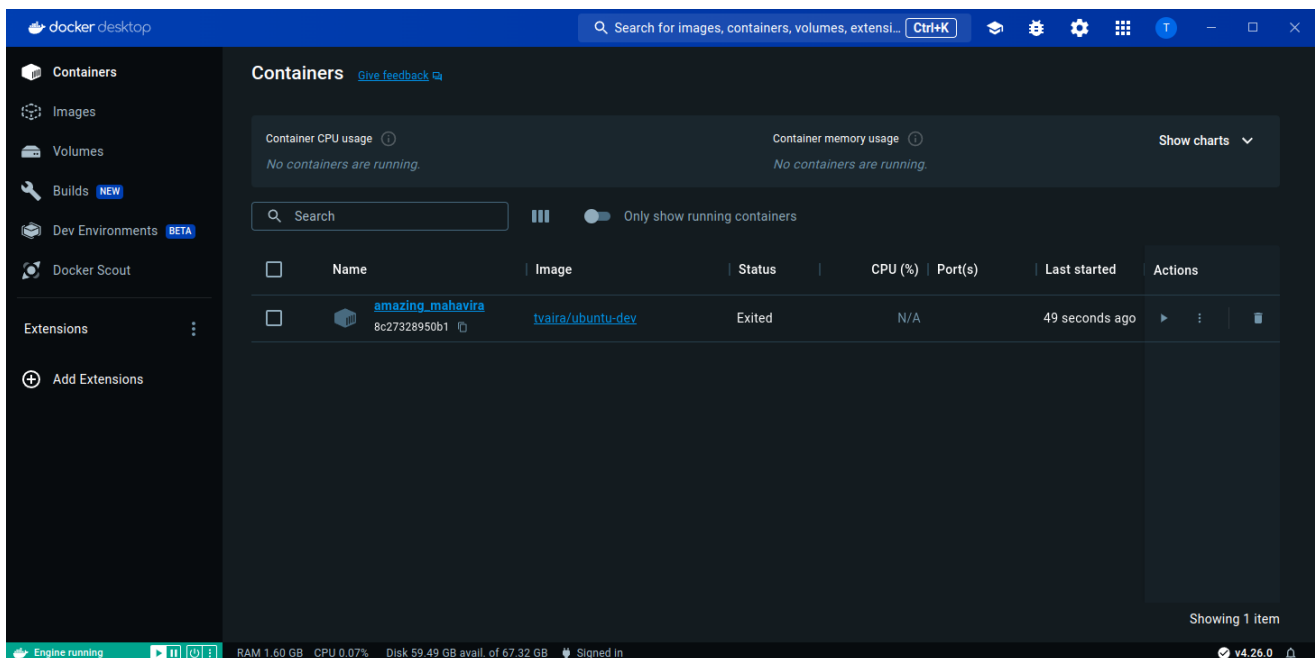 docker desktop
Search for images, containers, volumes, extensi... Ctrl+K
T
Containers
Images
Volumes
Builds NEW
Dev Environments BETA
Docker Scout
Extensions
Add Extensions
Containers Give feedback
Container CPU usage
No containers are running.
Container memory usage
No containers are running.
Show charts
Search
Only show running containers
Name Image Status CPU (%) Port(s) Last started Actions
amazing_mahavira
8c27328950b1
tvaira/ubuntu-dev Exited N/A 49 seconds ago
Showing 1 item
Engine running RAM 1.60 GB CPU 0.07% Disk 59.49 GB avail. of 67.32 GB Signed in v4.26.0